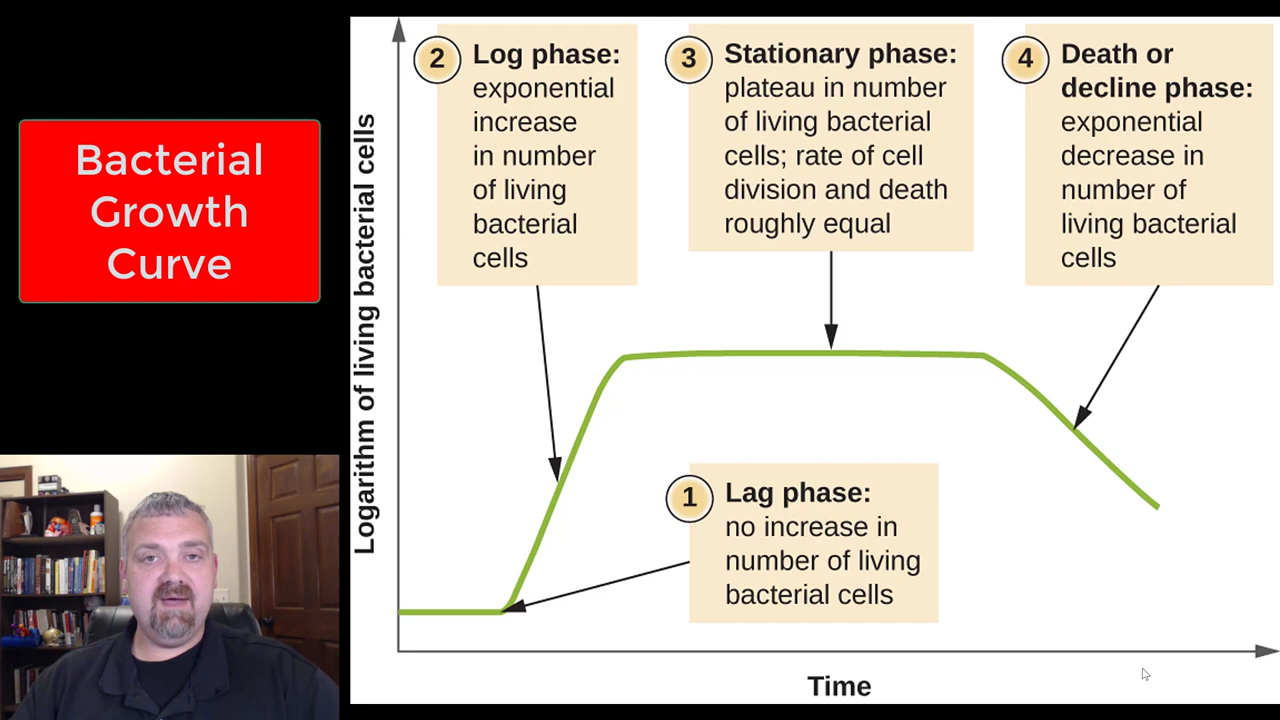 Bacterial
Growth
Curve
Logarithm of living bacterial cells
2
Log phase:
exponential
increase
in number
of living
bacterial
cells
3
Stationary phase:
plateau in number
of living bacterial
cells; rate of cell
division and death
roughly equal
4
Death or
decline phase:
exponential
decrease in
number of
living bacterial
cells
1
Lag phase:
no increase in
number of living
bacterial cells
Time